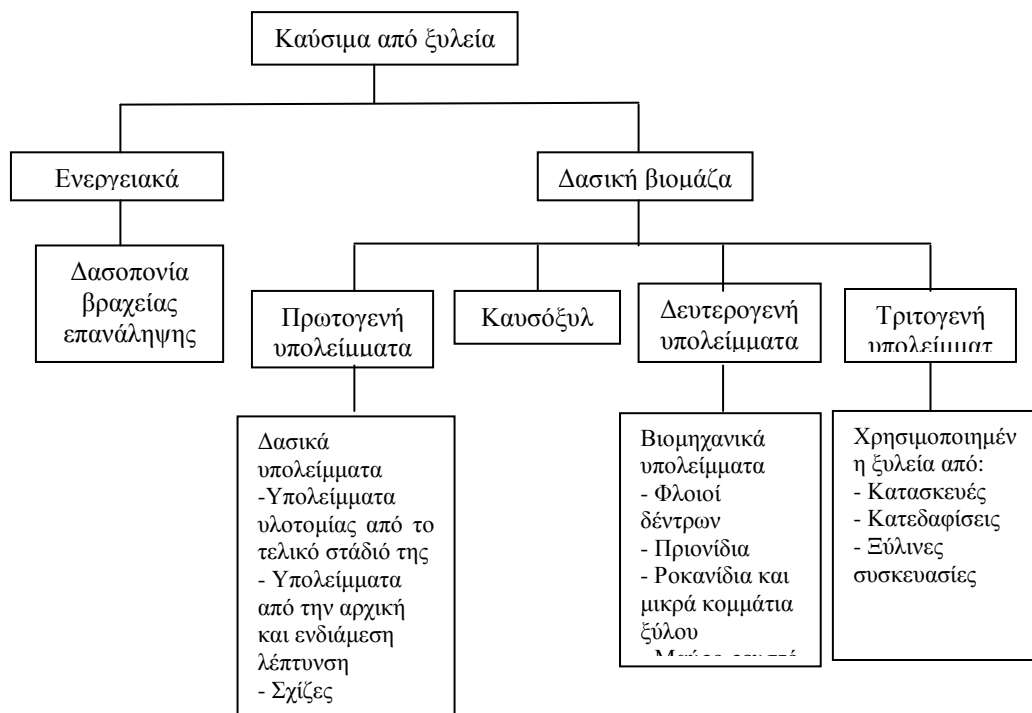 Καύσιμα από ξυλεία
Ενεργειακά
Δασική βιομάζα
Δασοπονία
βραχείας
επανάληψης
Πρωτογενή
υπολείμματα
Καυσόξυλ
Δευτερογενή
υπολείμματα
Τριτογενή
υπολείμματ
Δασικά
υπολείμματα
-Υπολείμματα
υλοτομίας από το
τελικό στάδιό της
- Υπολείμματα
από την αρχική
και ενδιάμεση
λέπτυνση
- Σχίζες
Βιομηχανικά
υπολείμματα
- Φλοιοί
δέντρων
- Πριονίδια
- Ροκανίδια και
μικρά κομμάτια
ξύλου
Χρησιμοποιημέν
η ξυλεία από:
- Κατασκευές
- Κατεδαφίσεις
- Ξύλινες
συσκευασίες